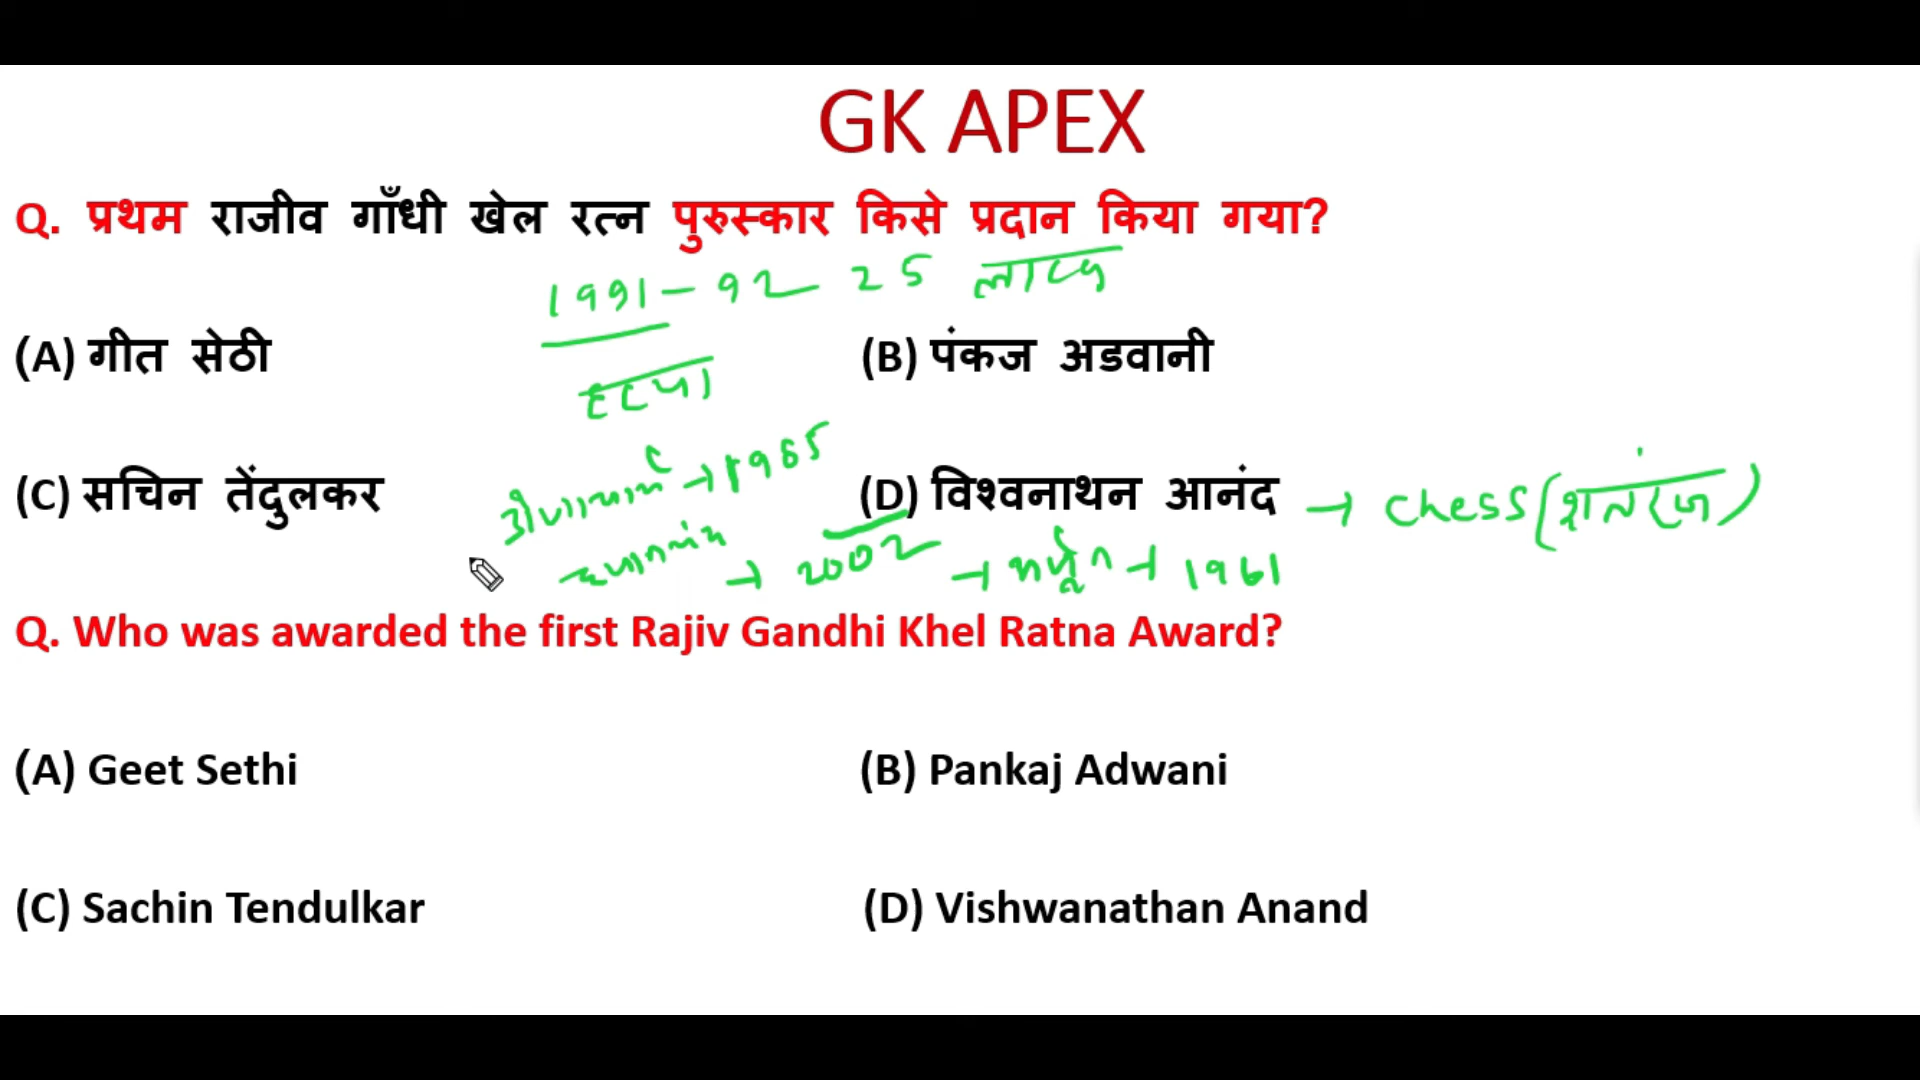 GK APEX
Q. प्रथम राजीव गाँधी खेल रत्न पुरुस्कार किसे प्रदान किया गया?
1991-92 25 लाख
(A) गीत सेठी (B) पंकज अडवानी
हत्या
1985
(C) सचिन तेंदुलकर (D) विश्वनाथन आनंद → chess (शतरंज)
→ 2002 → → 1961
Q. Who was awarded the first Rajiv Gandhi Khel Ratna Award?
(A) Geet Sethi (B) Pankaj Adwani
(C) Sachin Tendulkar (D) Vishwanathan Anand